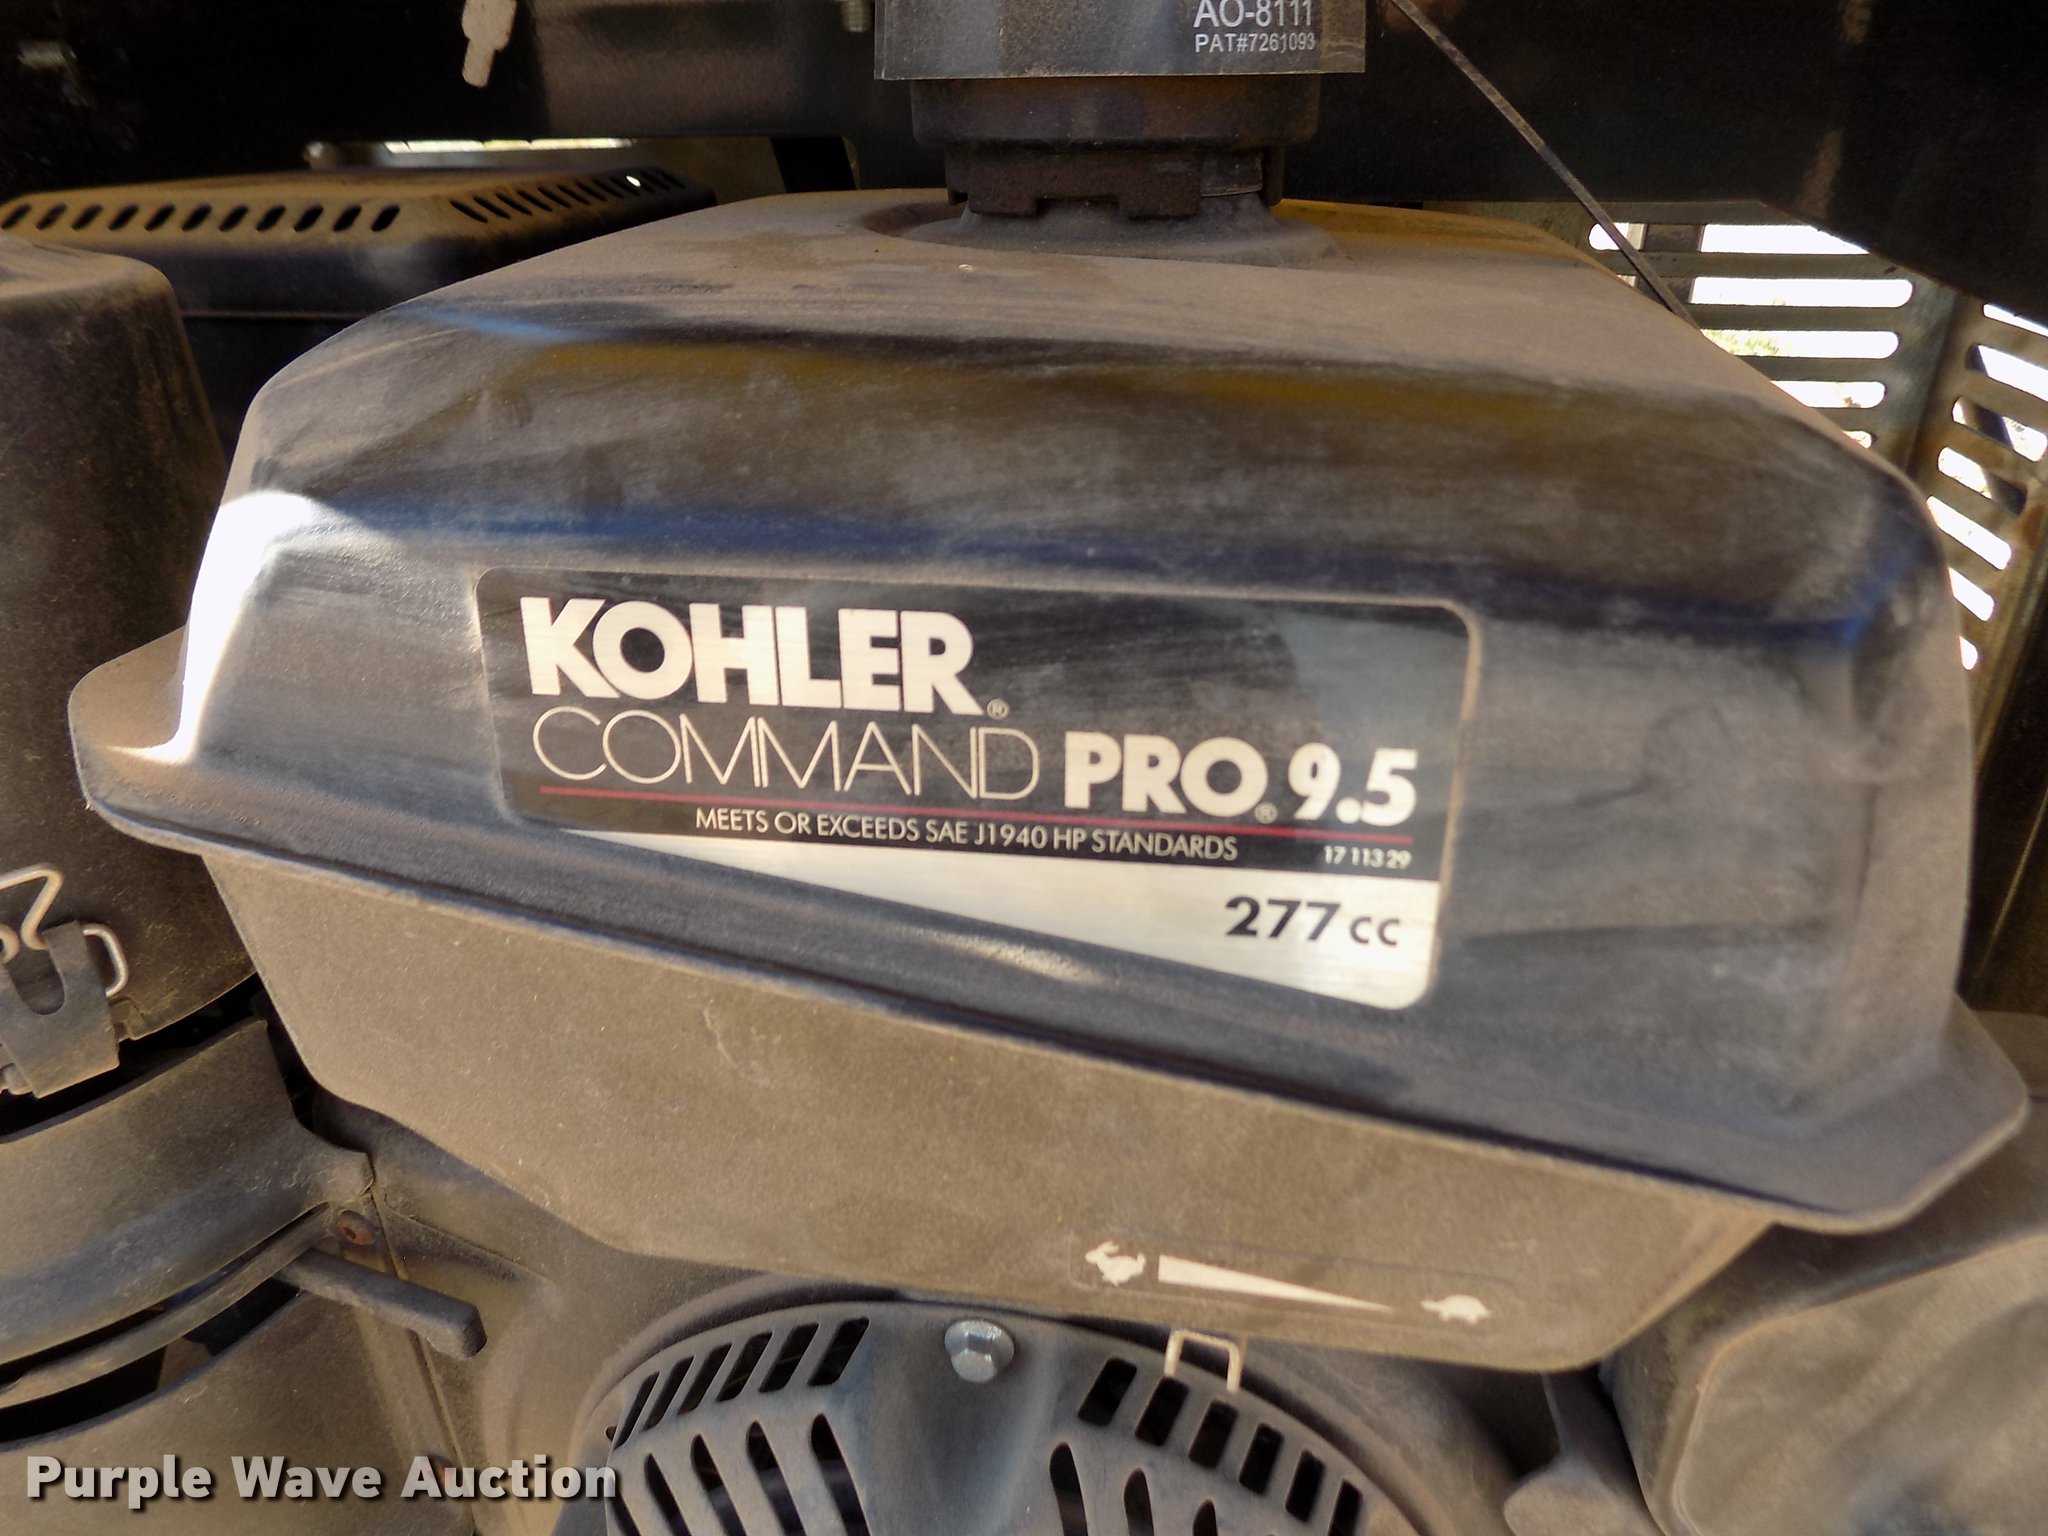 AO-8111
PAT#7261093
KOHLER®
COMMAND PRO® 9.5
MEETS OR EXCEEDS SAE J1940 HP STANDARDS
17 113 29
277 cc
Purple Wave Auction